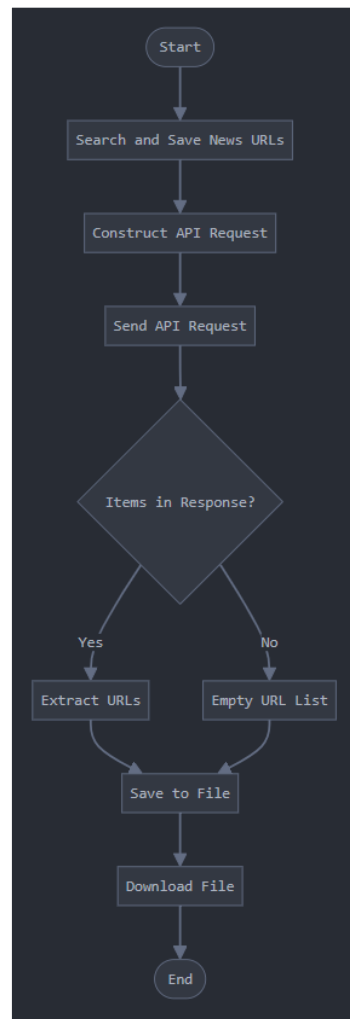 Start
Search and Save News URLs
Construct API Request
Send API Request
Items in Response?
Yes
No
Extract URLs
Empty URL List
Save to File
Download File
End